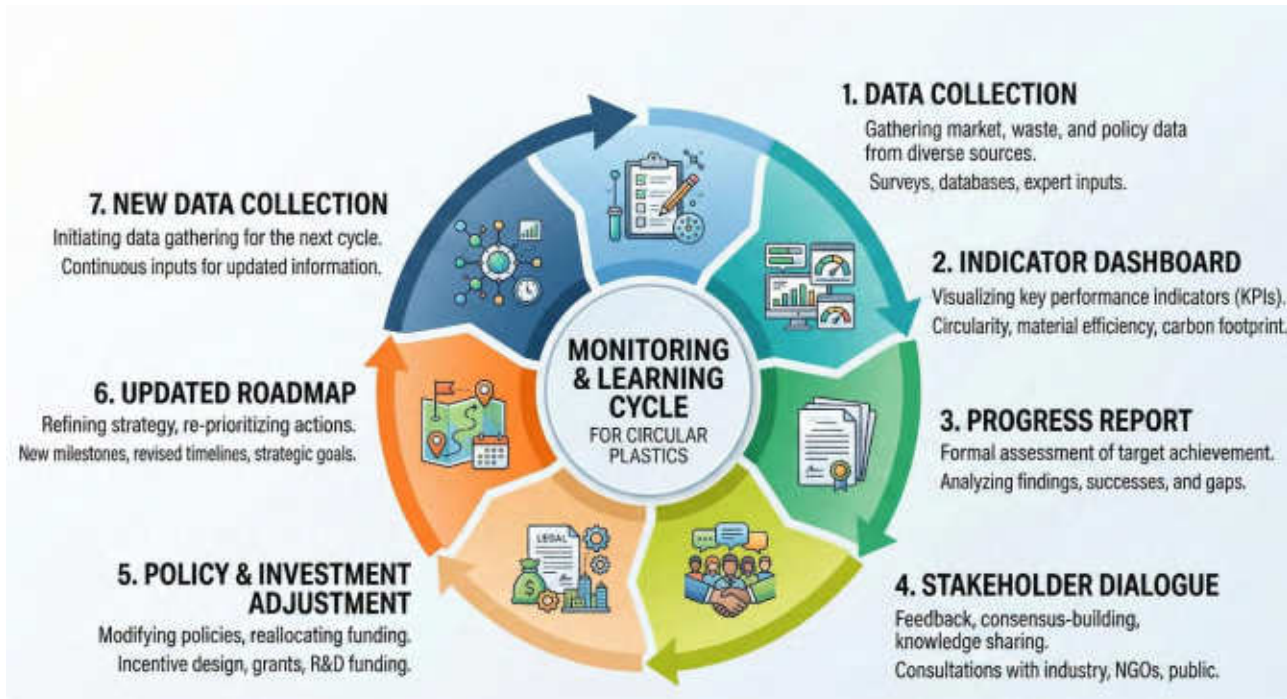 1. DATA COLLECTION
Gathering market, waste, and policy data
from diverse sources.
Surveys, databases, expert inputs.
2. INDICATOR DASHBOARD
Visualizing key performance indicators (KPIs).
Circularity, material efficiency, carbon footprint.
3. PROGRESS REPORT
Formal assessment of target achievement.
Analyzing findings, successes, and gaps.
4. STAKEHOLDER DIALOGUE
Feedback, consensus-building,
knowledge sharing.
Consultations with industry, NGOs, public.
5. POLICY & INVESTMENT
ADJUSTMENT
Modifying policies, reallocating funding.
Incentive design, grants, R&D funding.
6. UPDATED ROADMAP
Refining strategy, re-prioritizing actions.
New milestones, revised timelines, strategic goals.
7. NEW DATA COLLECTION
Initiating data gathering for the next cycle.
Continuous inputs for updated information.
MONITORING
& LEARNING
CYCLE
FOR CIRCULAR
PLASTICS
LEGAL
$